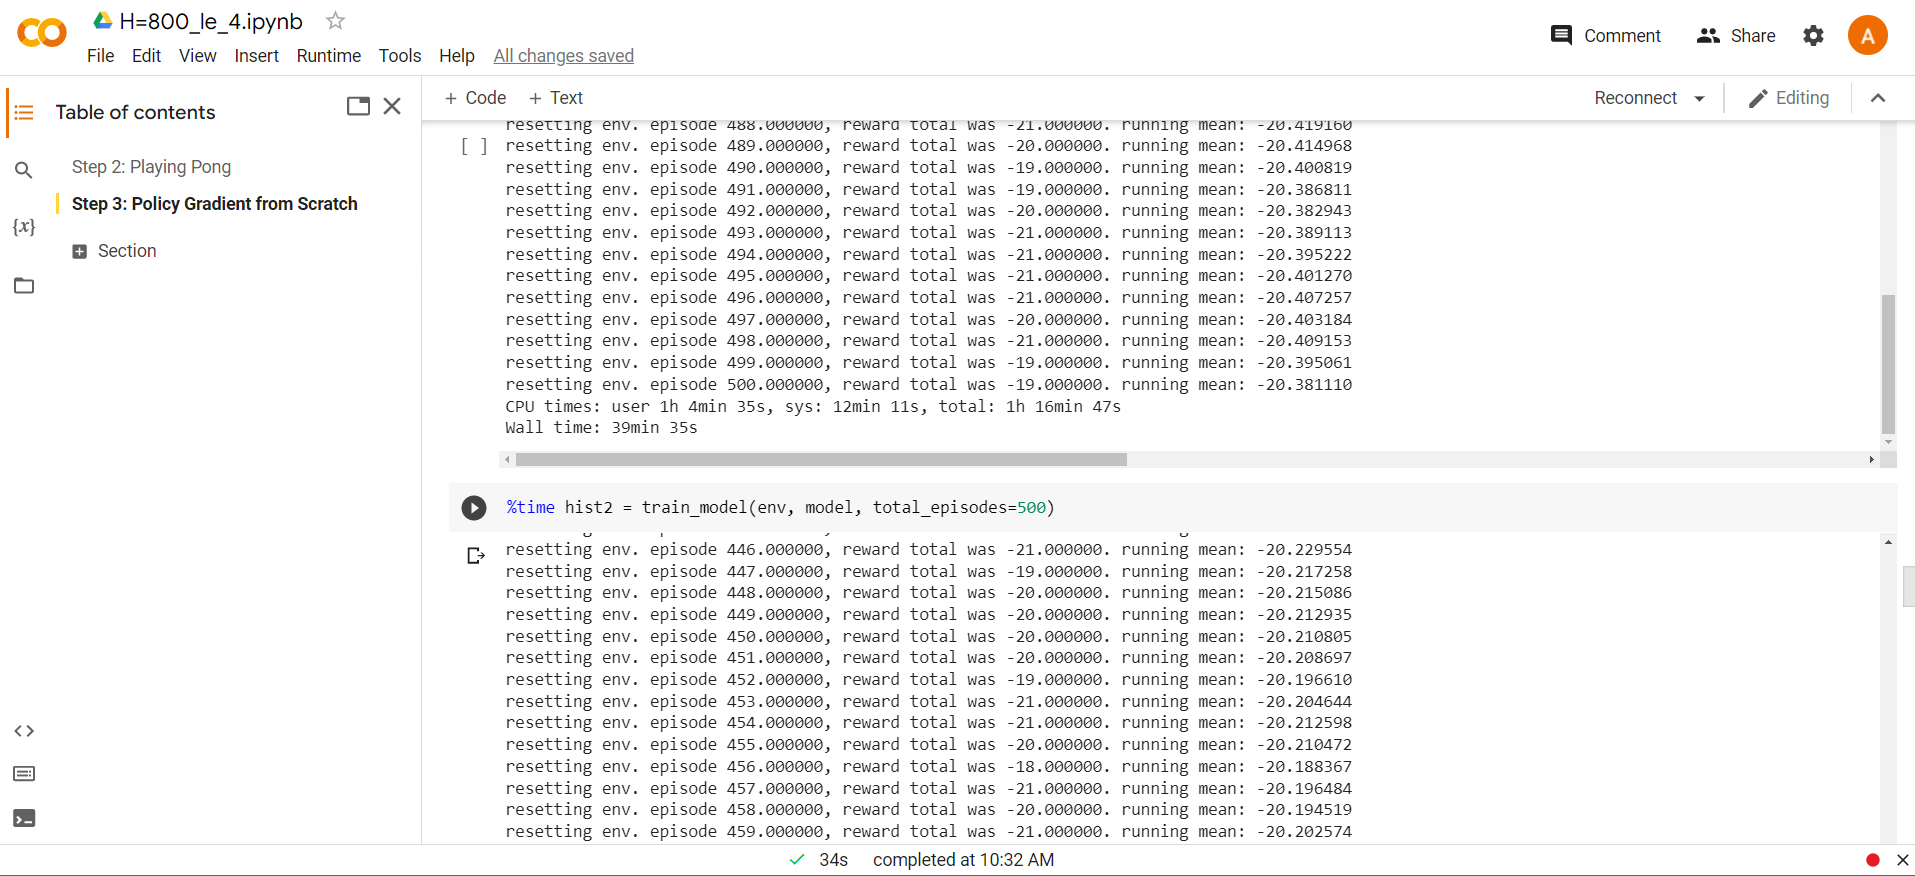 H=800_le_4.ipynb
File Edit View Insert Runtime Tools Help All changes saved
Comment Share A
Table of contents
Step 2: Playing Pong
Step 3: Policy Gradient from Scratch
Section
{x}
+ Code + Text
Reconnect Editing
resetting env. episode 488.000000, reward total was -21.000000. running mean: -20.419160
[ ] resetting env. episode 489.000000, reward total was -20.000000. running mean: -20.414968
resetting env. episode 490.000000, reward total was -19.000000. running mean: -20.400819
resetting env. episode 491.000000, reward total was -19.000000. running mean: -20.386811
resetting env. episode 492.000000, reward total was -20.000000. running mean: -20.382943
resetting env. episode 493.000000, reward total was -21.000000. running mean: -20.389113
resetting env. episode 494.000000, reward total was -21.000000. running mean: -20.395222
resetting env. episode 495.000000, reward total was -21.000000. running mean: -20.401270
resetting env. episode 496.000000, reward total was -21.000000. running mean: -20.407257
resetting env. episode 497.000000, reward total was -20.000000. running mean: -20.403184
resetting env. episode 498.000000, reward total was -21.000000. running mean: -20.409153
resetting env. episode 499.000000, reward total was -19.000000. running mean: -20.395061
resetting env. episode 500.000000, reward total was -19.000000. running mean: -20.381110
CPU times: user 1h 4min 35s, sys: 12min 11s, total: 1h 16min 47s
Wall time: 39min 35s
%time hist2 = train_model(env, model, total_episodes=500)
resetting env. episode 446.000000, reward total was -21.000000. running mean: -20.229554
resetting env. episode 447.000000, reward total was -19.000000. running mean: -20.217258
resetting env. episode 448.000000, reward total was -20.000000. running mean: -20.215086
resetting env. episode 449.000000, reward total was -20.000000. running mean: -20.212935
resetting env. episode 450.000000, reward total was -20.000000. running mean: -20.210805
resetting env. episode 451.000000, reward total was -20.000000. running mean: -20.208697
resetting env. episode 452.000000, reward total was -19.000000. running mean: -20.196610
resetting env. episode 453.000000, reward total was -21.000000. running mean: -20.204644
resetting env. episode 454.000000, reward total was -21.000000. running mean: -20.212598
resetting env. episode 455.000000, reward total was -20.000000. running mean: -20.210472
resetting env. episode 456.000000, reward total was -18.000000. running mean: -20.188367
resetting env. episode 457.000000, reward total was -21.000000. running mean: -20.196484
resetting env. episode 458.000000, reward total was -20.000000. running mean: -20.194519
resetting env. episode 459.000000, reward total was -21.000000. running mean: -20.202574
34s completed at 10:32 AM